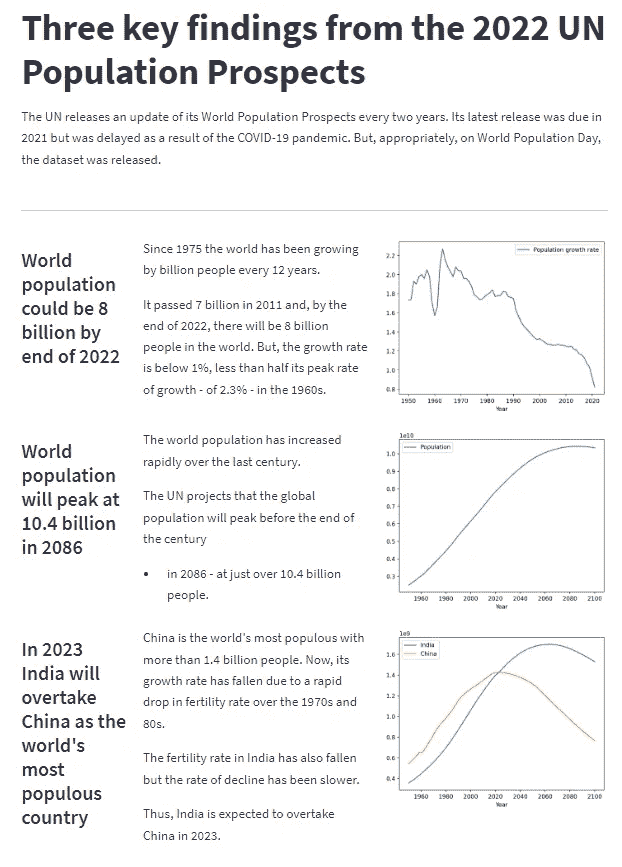 Three key findings from the 2022 UN
Population Prospects
The UN releases an update of its World Population Prospects every two years. Its latest release was due in
2021 but was delayed as a result of the COVID-19 pandemic. But, appropriately, on World Population Day,
the dataset was released.
World
population
could be 8
billion by
end of 2022
Since 1975 the world has been growing
by billion people every 12 years.
It passed 7 billion in 2011 and, by the
end of 2022, there will be 8 billion
people in the world. But, the growth rate
is below 1%, less than half its peak rate
of growth - of 2.3% - in the 1960s.
Population growth rate
2.2
2.0
1.8
1.6
1.4
1.2
1.0
0.8
1950 1960 1970 1980 1990 2000 2010 2020
Year
World
population
will peak at
10.4 billion
in 2086
The world population has increased
rapidly over the last century.
The UN projects that the global
population will peak before the end of
the century
• in 2086 - at just over 10.4 billion
people.
1e10
Population
1.0
0.9
0.8
0.7
0.6
0.5
0.4
0.3
1960 1980 2000 2020 2040 2060 2080 2100
Year
In 2023
India will
overtake
China as the
world's
most
populous
country
China is the world's most populous with
more than 1.4 billion people. Now, its
growth rate has fallen due to a rapid
drop in fertility rate over the 1970s and
80s.
The fertility rate in India has also fallen
but the rate of decline has been slower.
Thus, India is expected to overtake
China in 2023.
1e9
India
China
1.6
1.4
1.2
1.0
0.8
0.6
0.4
1960 1980 2000 2020 2040 2060 2080 2100
Year